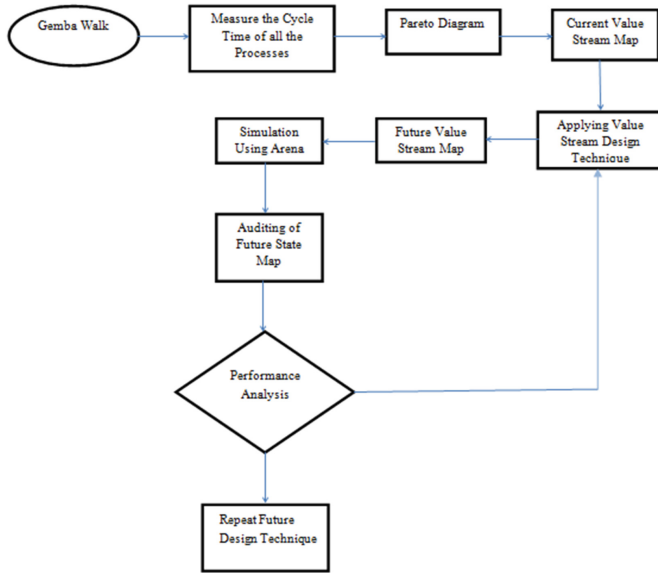 Gemba Walk
Measure the Cycle
Time of all the
Processes
Pareto Diagram
Current Value
Stream Map
Applying Value
Stream Design
Technique
Future Value
Stream Map
Simulation
Using Arena
Auditing of
Future State
Map
Performance
Analysis
Repeat Future
Design Technique